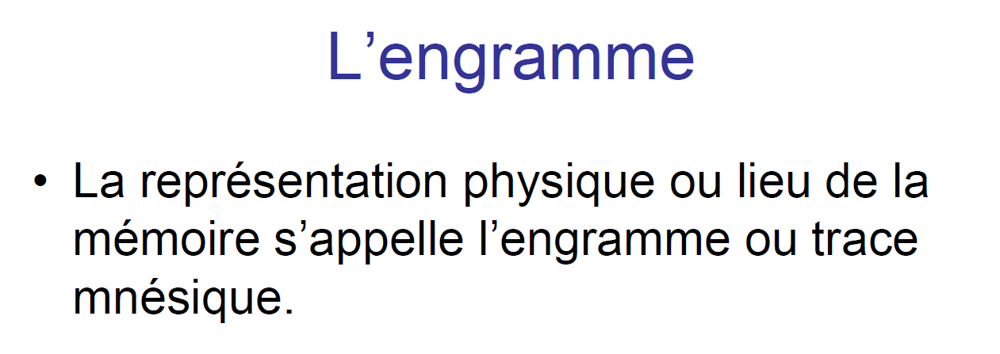 L’engramme
• La représentation physique ou lieu de la
mémoire s’appelle l’engramme ou trace
mnésique.